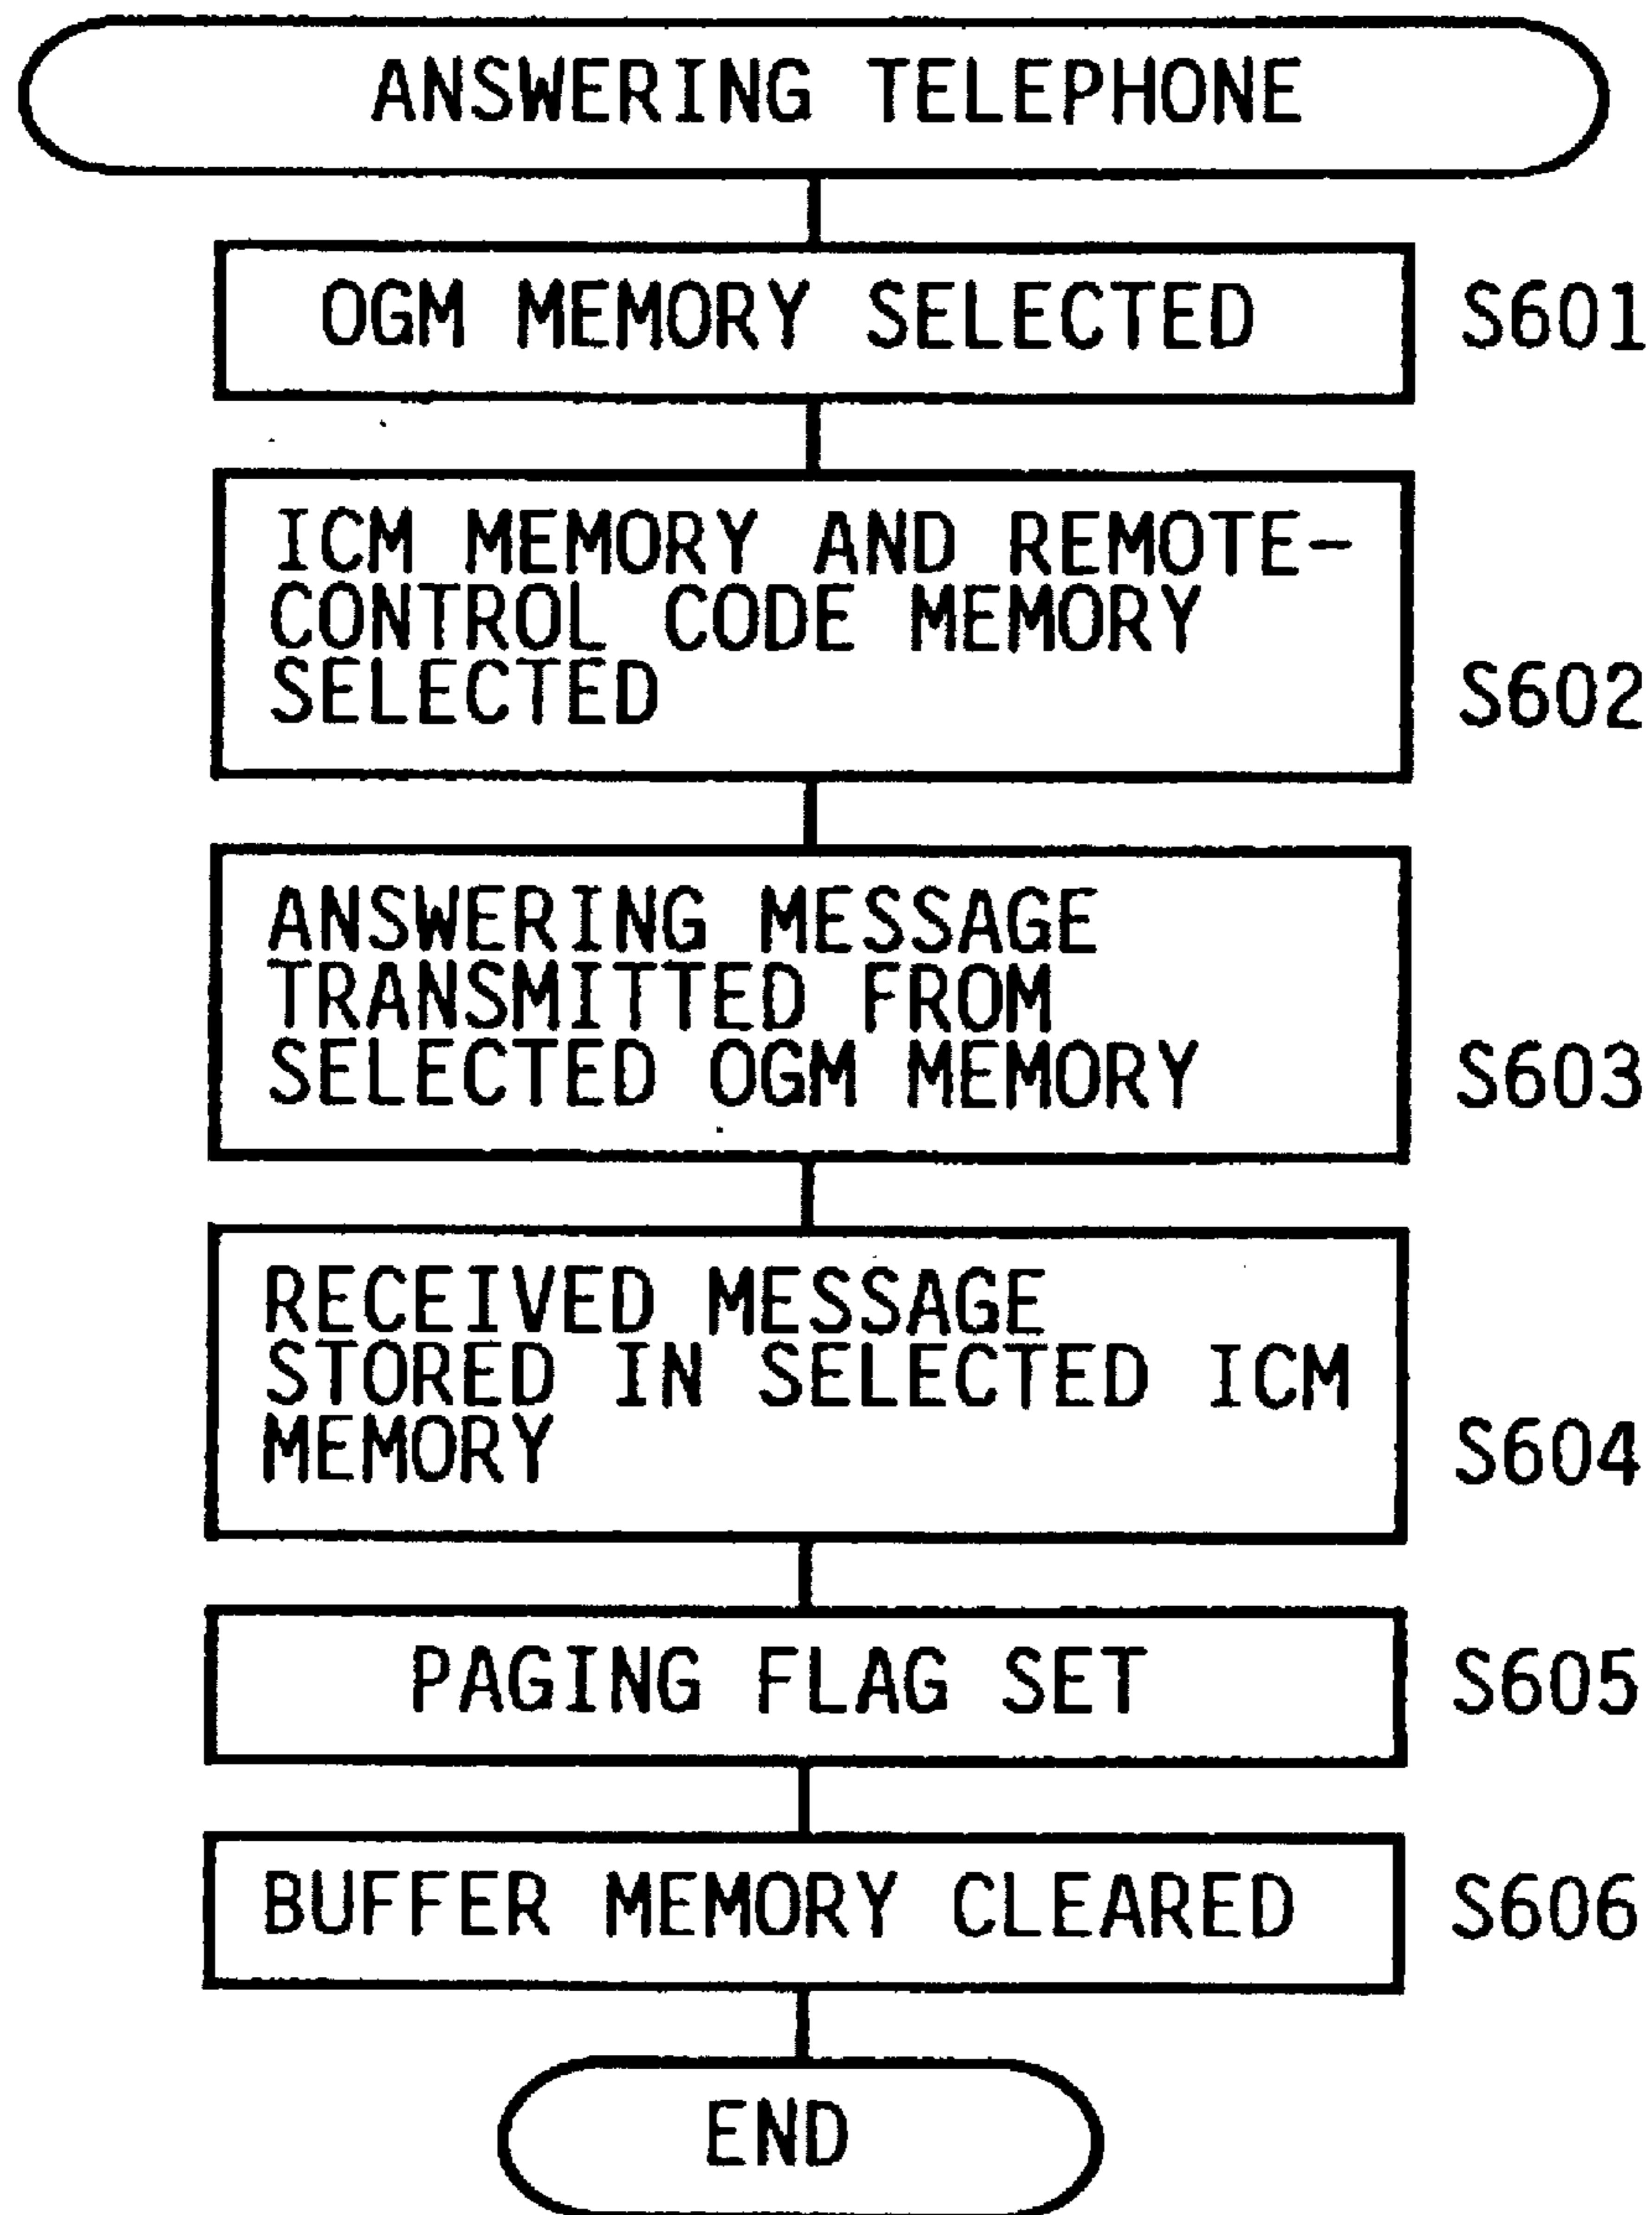 ANSWERING TELEPHONE
OGM MEMORY SELECTED
S601
ICM MEMORY AND REMOTE-
CONTROL CODE MEMORY
SELECTED
S602
ANSWERING MESSAGE
TRANSMITTED FROM
SELECTED OGM MEMORY
S603
RECEIVED MESSAGE
STORED IN SELECTED ICM
MEMORY
S604
PAGING FLAG SET
S605
BUFFER MEMORY CLEARED
S606
END